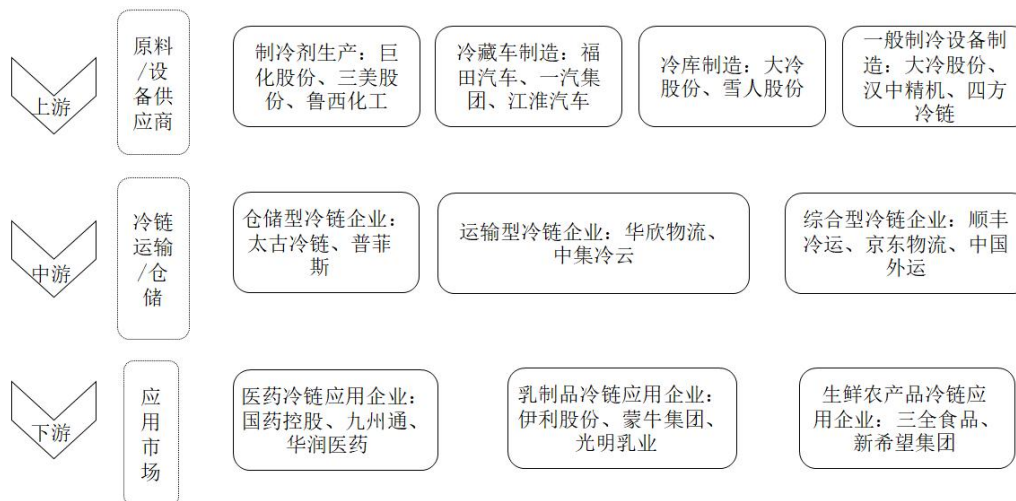 上游
原料
/设
备供
应商
制冷剂生产：巨
化股份、三美股
份、鲁西化工
冷藏车制造：福
田汽车、一汽集
团、江淮汽车
冷库制造：大冷
股份、雪人股份
一般制冷设备制
造：大冷股份、
汉中精机、四方
冷链
中游
冷链
运输
/仓
储
仓储型冷链企业：
太古冷链、普菲
斯
运输型冷链企业：华欣物流、
中集冷云
综合型冷链企业：顺丰
冷运、京东物流、中国
外运
下游
应
用
市
场
医药冷链应用企业：
国药控股、九州通、
华润医药
乳制品冷链应用企业：
伊利股份、蒙牛集团、
光明乳业
生鲜农产品冷链应
用企业：三全食品、
新希望集团